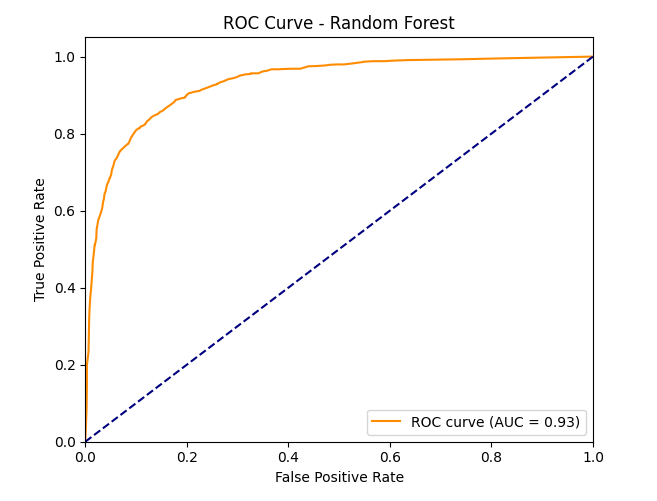 ROC Curve - Random Forest
1.0
0.8
0.6
0.4
0.2
0.0
True Positive Rate
ROC curve (AUC = 0.93)
0.0 0.2 0.4 0.6 0.8 1.0
False Positive Rate